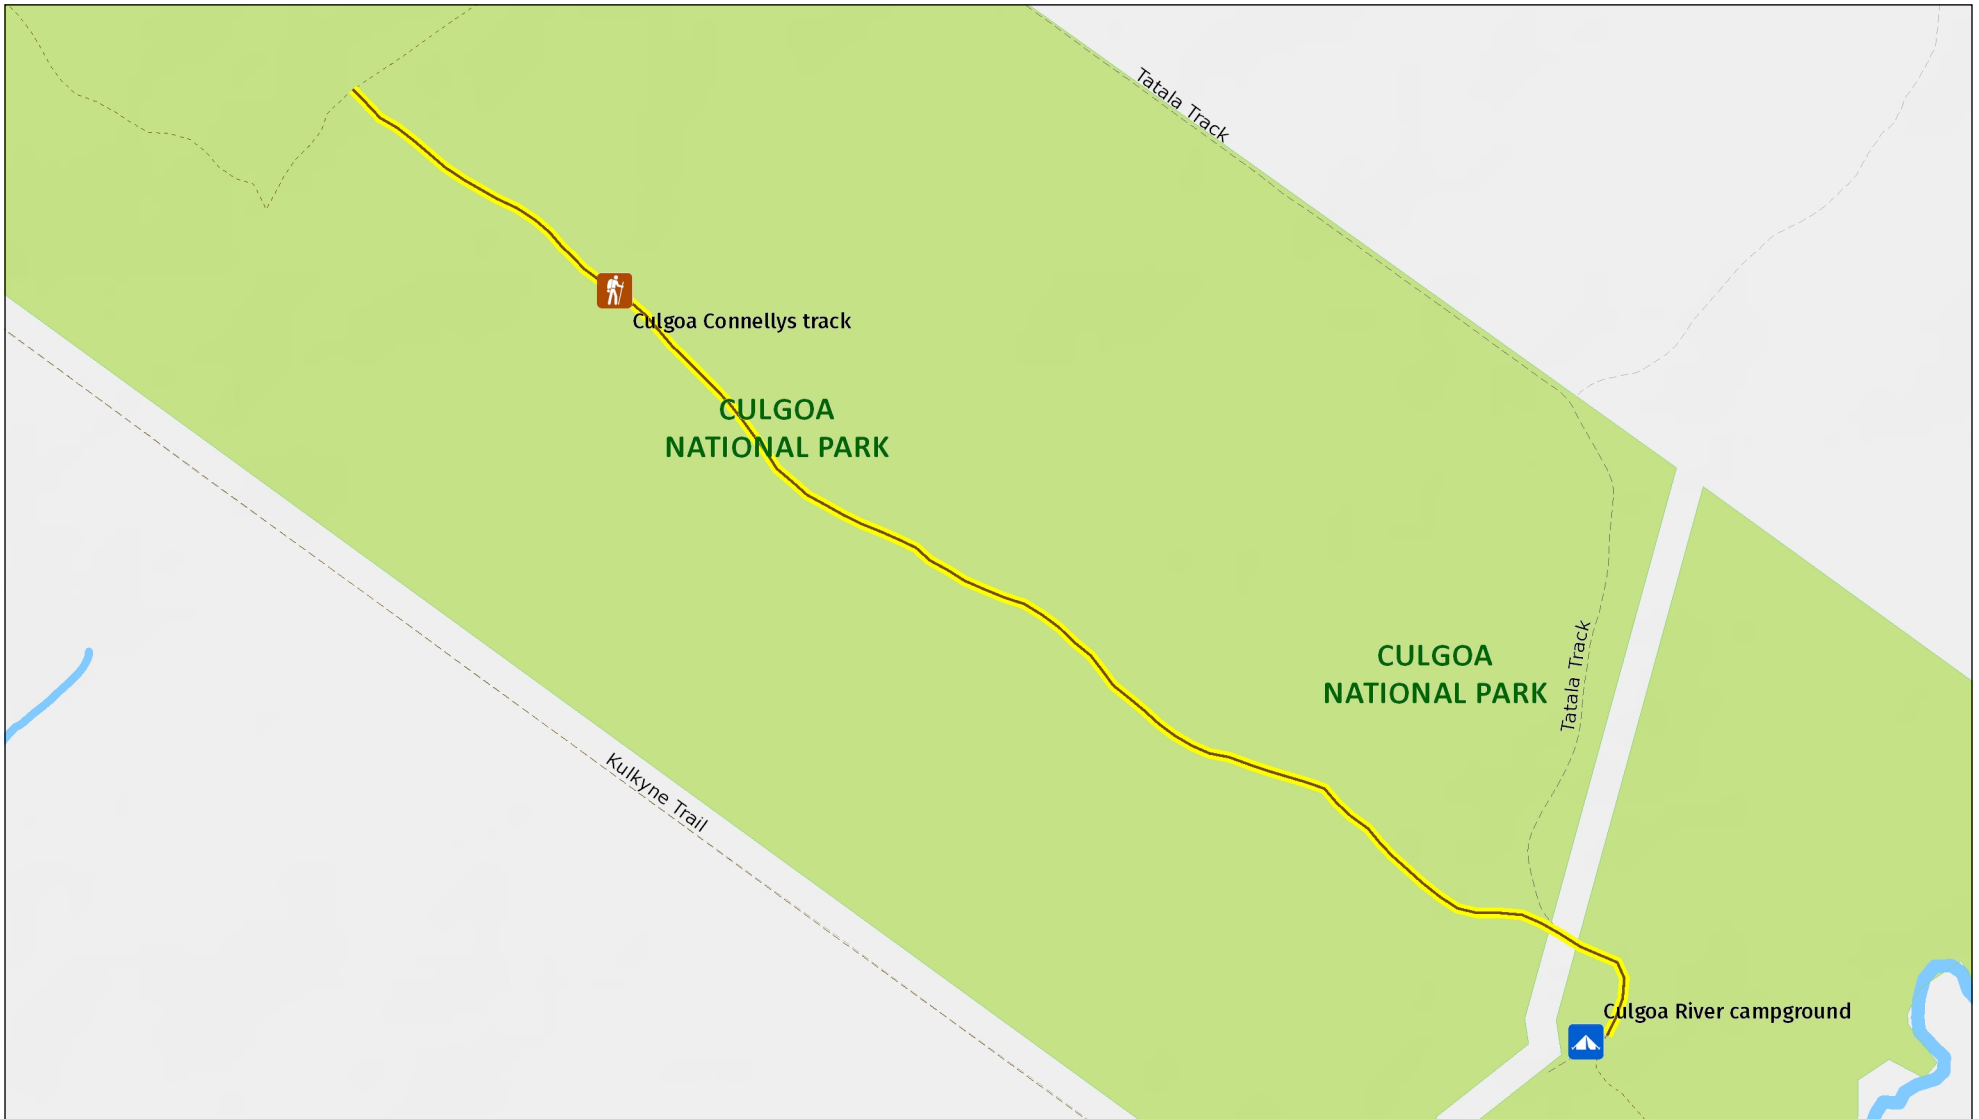 Tatala Track
Culgoa Connellys track
CULGOA
NATIONAL PARK
CULGOA
NATIONAL PARK
Tatala Track
Kulkyne Trail
Culgoa River campground